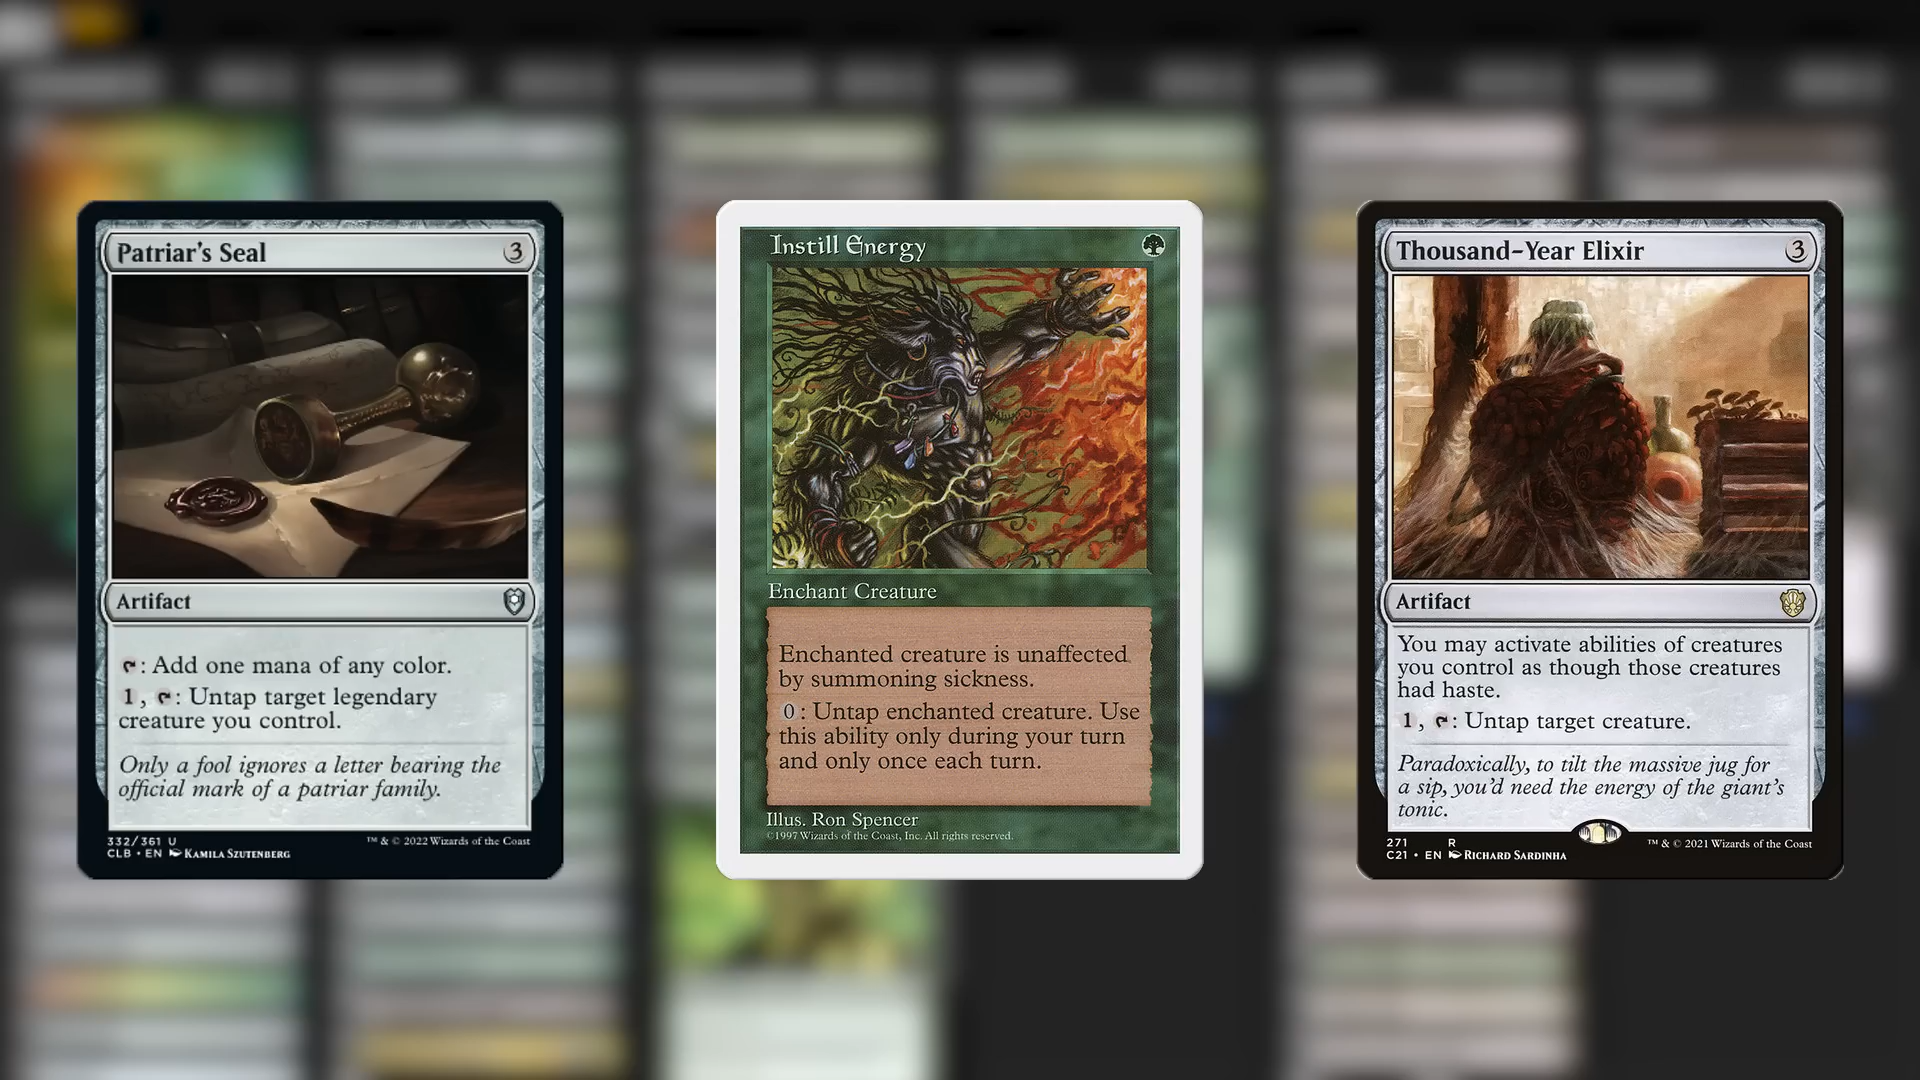 Patriar's Seal 3
Artifact
: Add one mana of any color.
1, : Untap target legendary
creature you control.
Only a fool ignores a letter bearing the
official mark of a patriar family.
332/361 U
CLB • EN KAMILA SZUTENBERG
™ & © 2022 Wizards of the Coast
Instill Energy
Enchant Creature
Enchanted creature is unaffected
by summoning sickness.
0: Untap enchanted creature. Use
this ability only during your turn
and only once each turn.
Illus. Ron Spencer
©1997 Wizards of the Coast, Inc. All rights reserved.
Thousand-Year Elixir 3
Artifact
You may activate abilities of creatures
you control as though those creatures
had haste.
1, : Untap target creature.
Paradoxically, to tilt the massive jug for
a sip, you'd need the energy of the giant's
tonic.
271 R
C21 • EN RICHARD SARDINHA
™ & © 2021 Wizards of the Coast